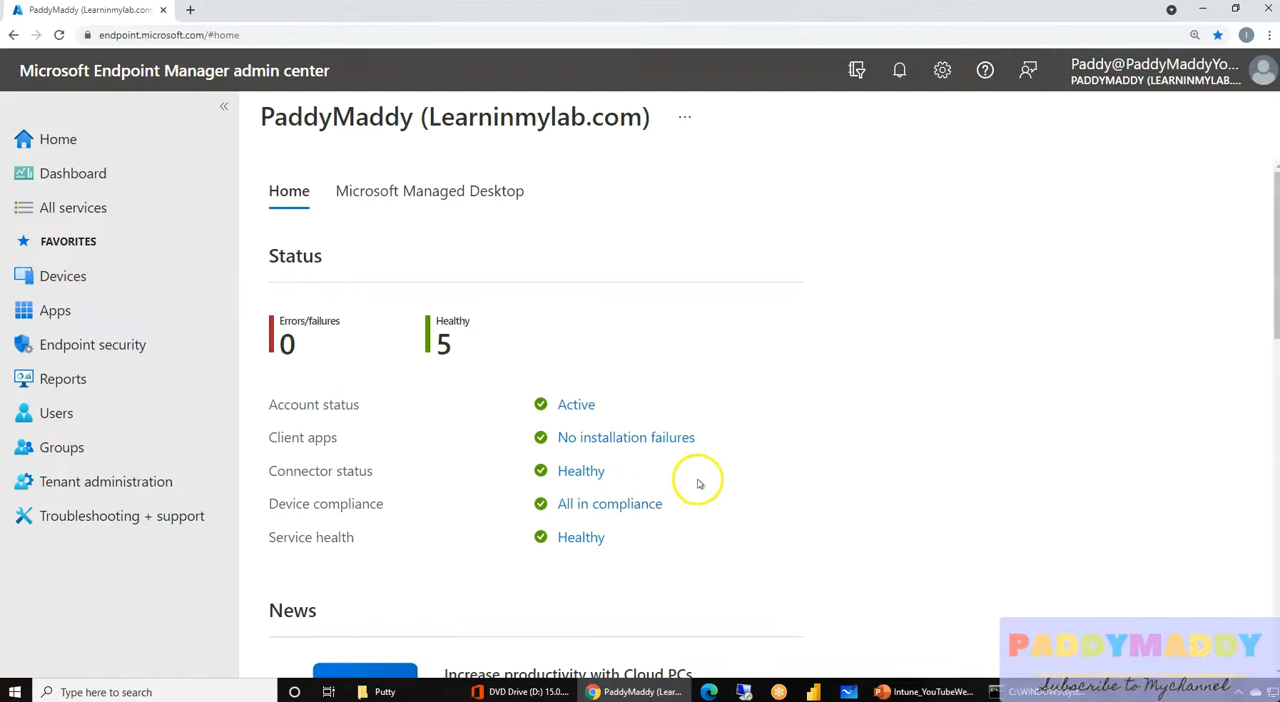 PaddyMaddy (Learninmylab.com)
endpoint.microsoft.com/#home
Microsoft Endpoint Manager admin center
Paddy@PaddyMaddyYo...
PADDYMADDY (LEARNINMYLAB....
Home
Dashboard
All services
FAVORITES
Devices
Apps
Endpoint security
Reports
Users
Groups
Tenant administration
Troubleshooting + support
PaddyMaddy (Learninmylab.com)
Home Microsoft Managed Desktop
Status
Errors/failures
0
Healthy
5
Account status Active
Client apps No installation failures
Connector status Healthy
Device compliance All in compliance
Service health Healthy
News
Increase productivity with Cloud PCs
PADDYMADDY
Subscribe to Mychannel
Type here to search
Putty
DVD Drive (D:) 15.0....
PaddyMaddy (Lear...
Intune_YouTubeWe...
C:\WINDOWS\syst...